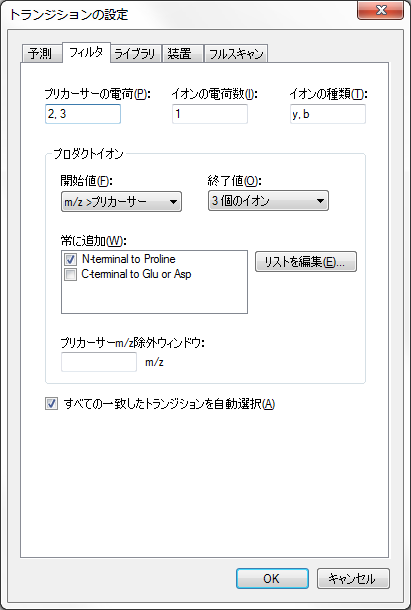 トランジションの設定
予測 フィルタ ライブラリ 装置 フルスキャン
プリカーサーの電荷(P): イオンの電荷数(I): イオンの種類(T):
2, 3 1 y, b
プロダクトイオン
開始値(F): 終了値(O):
m/z >プリカーサー 3 個のイオン
常に追加(W):
N-terminal to Proline リストを編集(E)...
C-terminal to Glu or Asp
プリカーサーm/z除外ウィンドウ:
m/z
すべての一致したトランジションを自動選択(A)
OK キャンセル